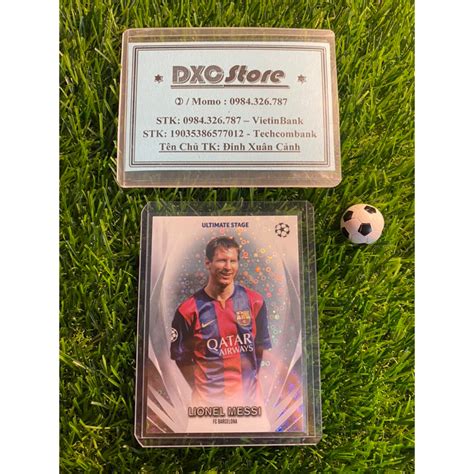 DXC Store
/ Momo : 0984.326.787
STK: 0984.326.787 – VietinBank
STK: 19035386577012 - Techcombank
Tên Chủ TK: Đinh Xuân Cảnh
ULTIMATE STAGE
QATAR
AIRWAYS
LIONEL MESSI
FC BARCELONA